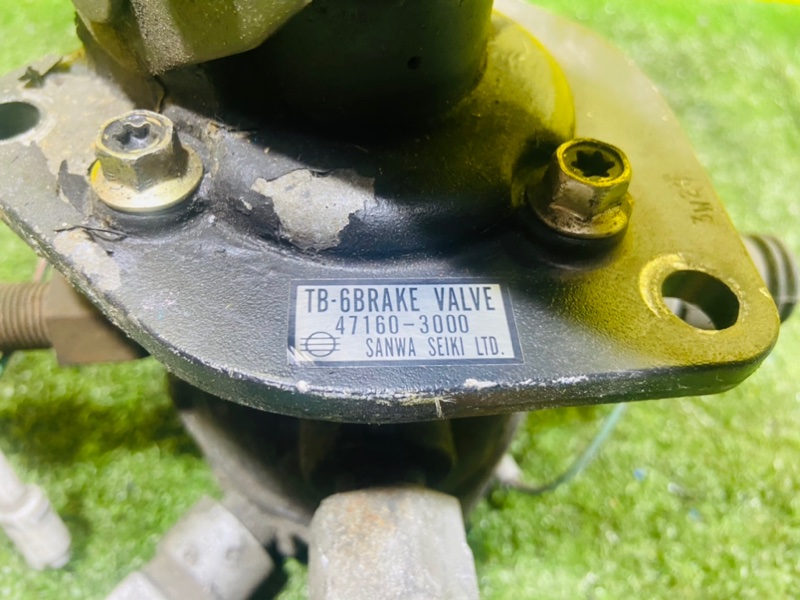 TB-6BRAKE VALVE
47160-3000
SANWA SEIKI LTD.